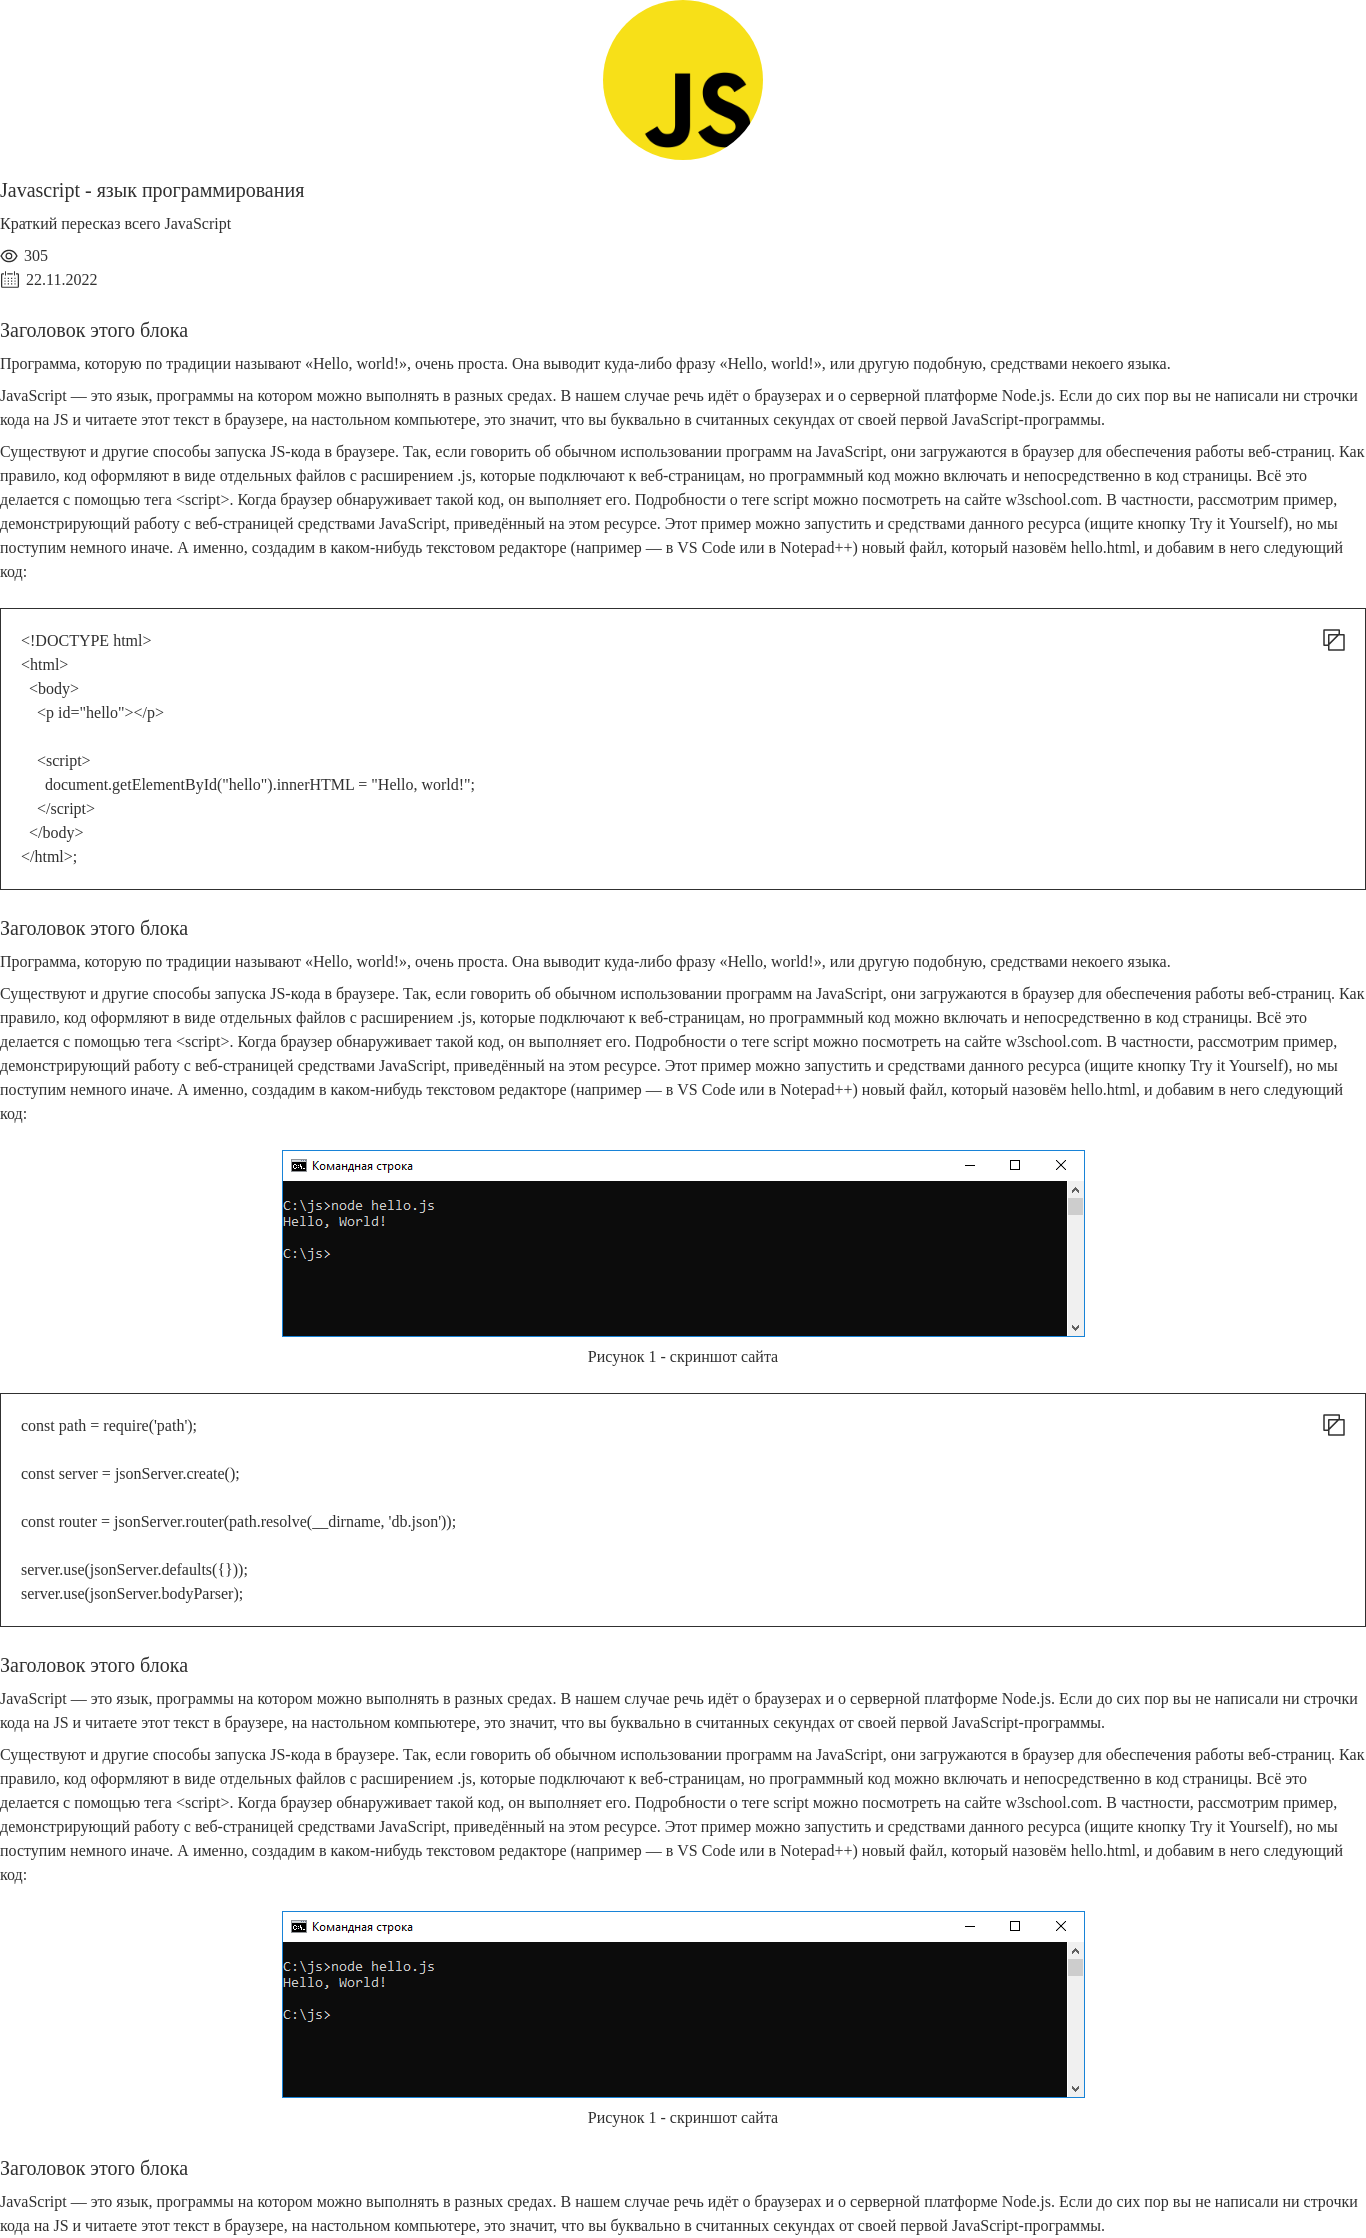 JS
Javascript - язык программирования
Краткий пересказ всего JavaScript
305
22.11.2022
Заголовок этого блока
Программа, которую по традиции называют «Hello, world!», очень проста. Она выводит куда-либо фразу «Hello, world!», или другую подобную, средствами некоего языка.
JavaScript — это язык, программы на котором можно выполнять в разных средах. В нашем случае речь идёт о браузерах и о серверной платформе Node.js. Если до сих пор вы не написали ни строчки
кода на JS и читаете этот текст в браузере, на настольном компьютере, это значит, что вы буквально в считанных секундах от своей первой JavaScript-программы.
Существуют и другие способы запуска JS-кода в браузере. Так, если говорить об обычном использовании программ на JavaScript, они загружаются в браузер для обеспечения работы веб-страниц. Как
правило, код оформляют в виде отдельных файлов с расширением .js, которые подключают к веб-страницам, но программный код можно включать и непосредственно в код страницы. Всё это
делается с помощью тега <script>. Когда браузер обнаруживает такой код, он выполняет его. Подробности о теге script можно посмотреть на сайте w3school.com. В частности, рассмотрим пример,
демонстрирующий работу с веб-страницей средствами JavaScript, приведённый на этом ресурсе. Этот пример можно запустить и средствами данного ресурса (ищите кнопку Try it Yourself), но мы
поступим немного иначе. А именно, создадим в каком-нибудь текстовом редакторе (например — в VS Code или в Notepad++) новый файл, который назовём hello.html, и добавим в него следующий
код:
<!DOCTYPE html>
<html>
<body>
<p id="hello"></p>
<script>
document.getElementById("hello").innerHTML = "Hello, world!";
</script>
</body>
</html>;
Заголовок этого блока
Программа, которую по традиции называют «Hello, world!», очень проста. Она выводит куда-либо фразу «Hello, world!», или другую подобную, средствами некоего языка.
Существуют и другие способы запуска JS-кода в браузере. Так, если говорить об обычном использовании программ на JavaScript, они загружаются в браузер для обеспечения работы веб-страниц. Как
правило, код оформляют в виде отдельных файлов с расширением .js, которые подключают к веб-страницам, но программный код можно включать и непосредственно в код страницы. Всё это
делается с помощью тега <script>. Когда браузер обнаруживает такой код, он выполняет его. Подробности о теге script можно посмотреть на сайте w3school.com. В частности, рассмотрим пример,
демонстрирующий работу с веб-страницей средствами JavaScript, приведённый на этом ресурсе. Этот пример можно запустить и средствами данного ресурса (ищите кнопку Try it Yourself), но мы
поступим немного иначе. А именно, создадим в каком-нибудь текстовом редакторе (например — в VS Code или в Notepad++) новый файл, который назовём hello.html, и добавим в него следующий
код:
Командная строка
C:\js>node hello.js
Hello, World!
C:\js>
Рисунок 1 - скриншот сайта
const path = require('path');
const server = jsonServer.create();
const router = jsonServer.router(path.resolve(__dirname, 'db.json'));
server.use(jsonServer.defaults({}));
server.use(jsonServer.bodyParser);
Заголовок этого блока
JavaScript — это язык, программы на котором можно выполнять в разных средах. В нашем случае речь идёт о браузерах и о серверной платформе Node.js. Если до сих пор вы не написали ни строчки
кода на JS и читаете этот текст в браузере, на настольном компьютере, это значит, что вы буквально в считанных секундах от своей первой JavaScript-программы.
Существуют и другие способы запуска JS-кода в браузере. Так, если говорить об обычном использовании программ на JavaScript, они загружаются в браузер для обеспечения работы веб-страниц. Как
правило, код оформляют в виде отдельных файлов с расширением .js, которые подключают к веб-страницам, но программный код можно включать и непосредственно в код страницы. Всё это
делается с помощью тега <script>. Когда браузер обнаруживает такой код, он выполняет его. Подробности о теге script можно посмотреть на сайте w3school.com. В частности, рассмотрим пример,
демонстрирующий работу с веб-страницей средствами JavaScript, приведённый на этом ресурсе. Этот пример можно запустить и средствами данного ресурса (ищите кнопку Try it Yourself), но мы
поступим немного иначе. А именно, создадим в каком-нибудь текстовом редакторе (например — в VS Code или в Notepad++) новый файл, который назовём hello.html, и добавим в него следующий
код:
Командная строка
C:\js>node hello.js
Hello, World!
C:\js>
Рисунок 1 - скриншот сайта
Заголовок этого блока
JavaScript — это язык, программы на котором можно выполнять в разных средах. В нашем случае речь идёт о браузерах и о серверной платформе Node.js. Если до сих пор вы не написали ни строчки
кода на JS и читаете этот текст в браузере, на настольном компьютере, это значит, что вы буквально в считанных секундах от своей первой JavaScript-программы.